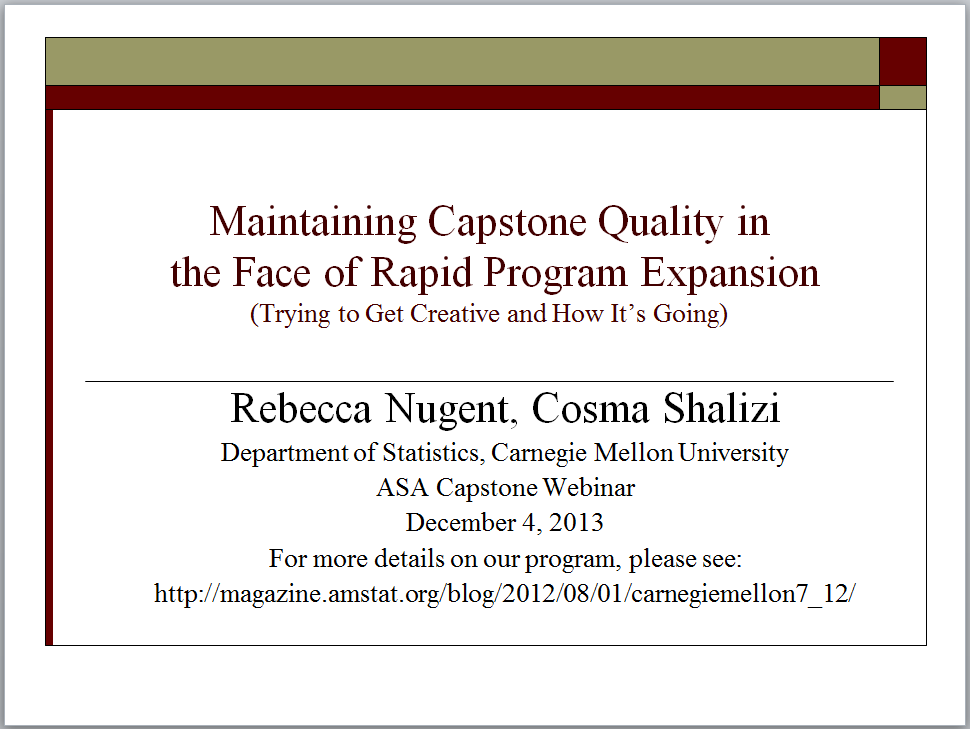 Maintaining Capstone Quality in
the Face of Rapid Program Expansion
(Trying to Get Creative and How It’s Going)
Rebecca Nugent, Cosma Shalizi
Department of Statistics, Carnegie Mellon University
ASA Capstone Webinar
December 4, 2013
For more details on our program, please see:
http://magazine.amstat.org/blog/2012/08/01/carnegiemellon7_12/